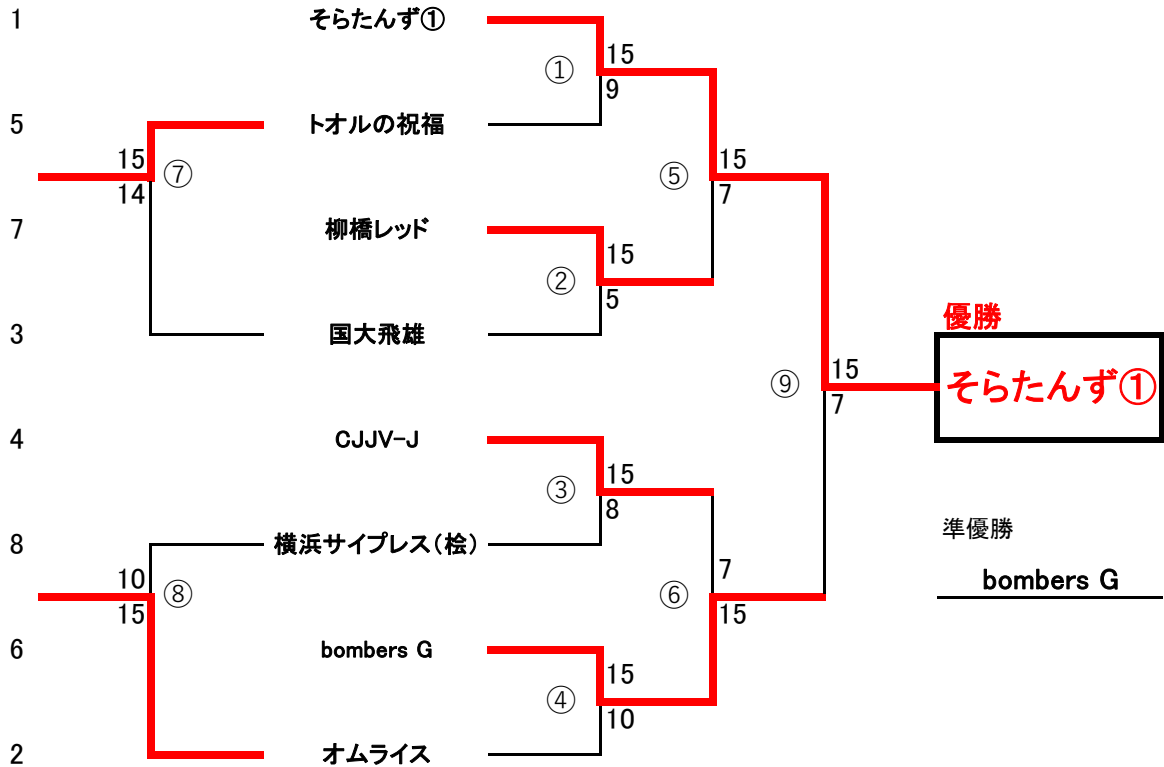 1 そらたんず①
15
①
9
5 トオルの祝福
15 ⑦
14
⑤ 15
7
7 柳橋レッド
15
②
5
3 国大飛雄
優勝
そらたんず①
⑨ 15
7
4 CJJV-J
15
③
8
8 横浜サイプレス(桧)
準優勝
bombers G
10
⑧
15
7
⑥
15
6 bombers G
15
④
10
2 オムライス